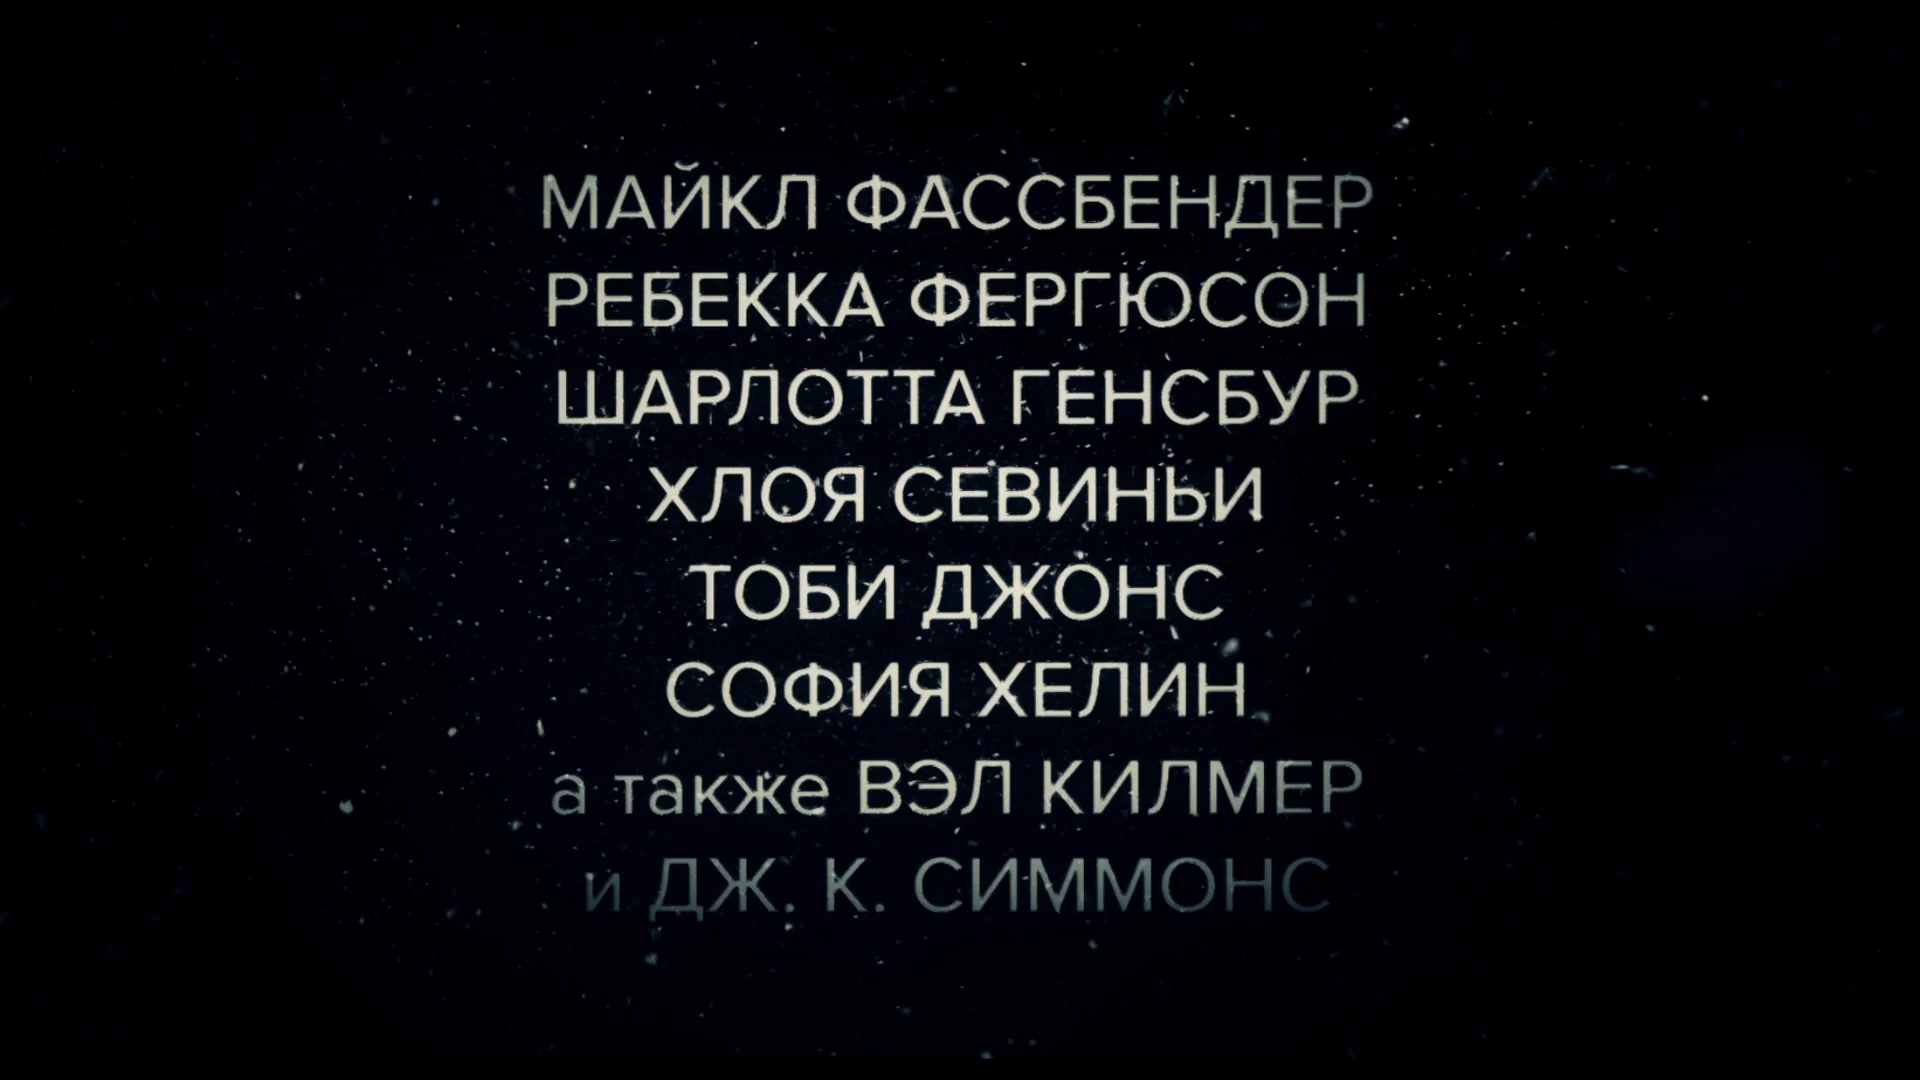 МАЙКЛ ФАССБЕНДЕР
РЕБЕККА ФЕРГЮСОН
ШАРЛОТТА ГЕНСБУР
ХЛОЯ СЕВИНЬИ
ТОБИ ДЖОНС
СОФИЯ ХЕЛИН
а также ВЭЛ КИЛМЕР
и ДЖ. К. СИММОНС